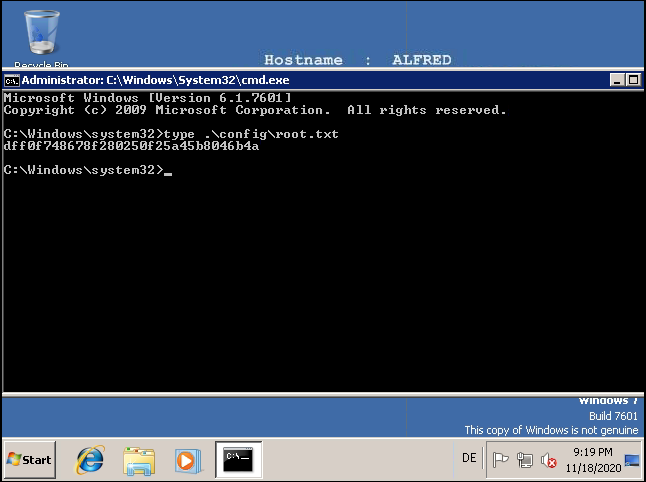 Recycle Bin
Hostname : ALFRED
Administrator: C:\Windows\System32\cmd.exe
Microsoft Windows [Version 6.1.7601]
Copyright (c) 2009 Microsoft Corporation. All rights reserved.
C:\Windows\system32>type .\config\root.txt
dff0f748678f280250f25a45b8046b4a
C:\Windows\system32>_
Windows 7
Build 7601
This copy of Windows is not genuine
Start
C:\_
DE
9:19 PM
11/18/2020